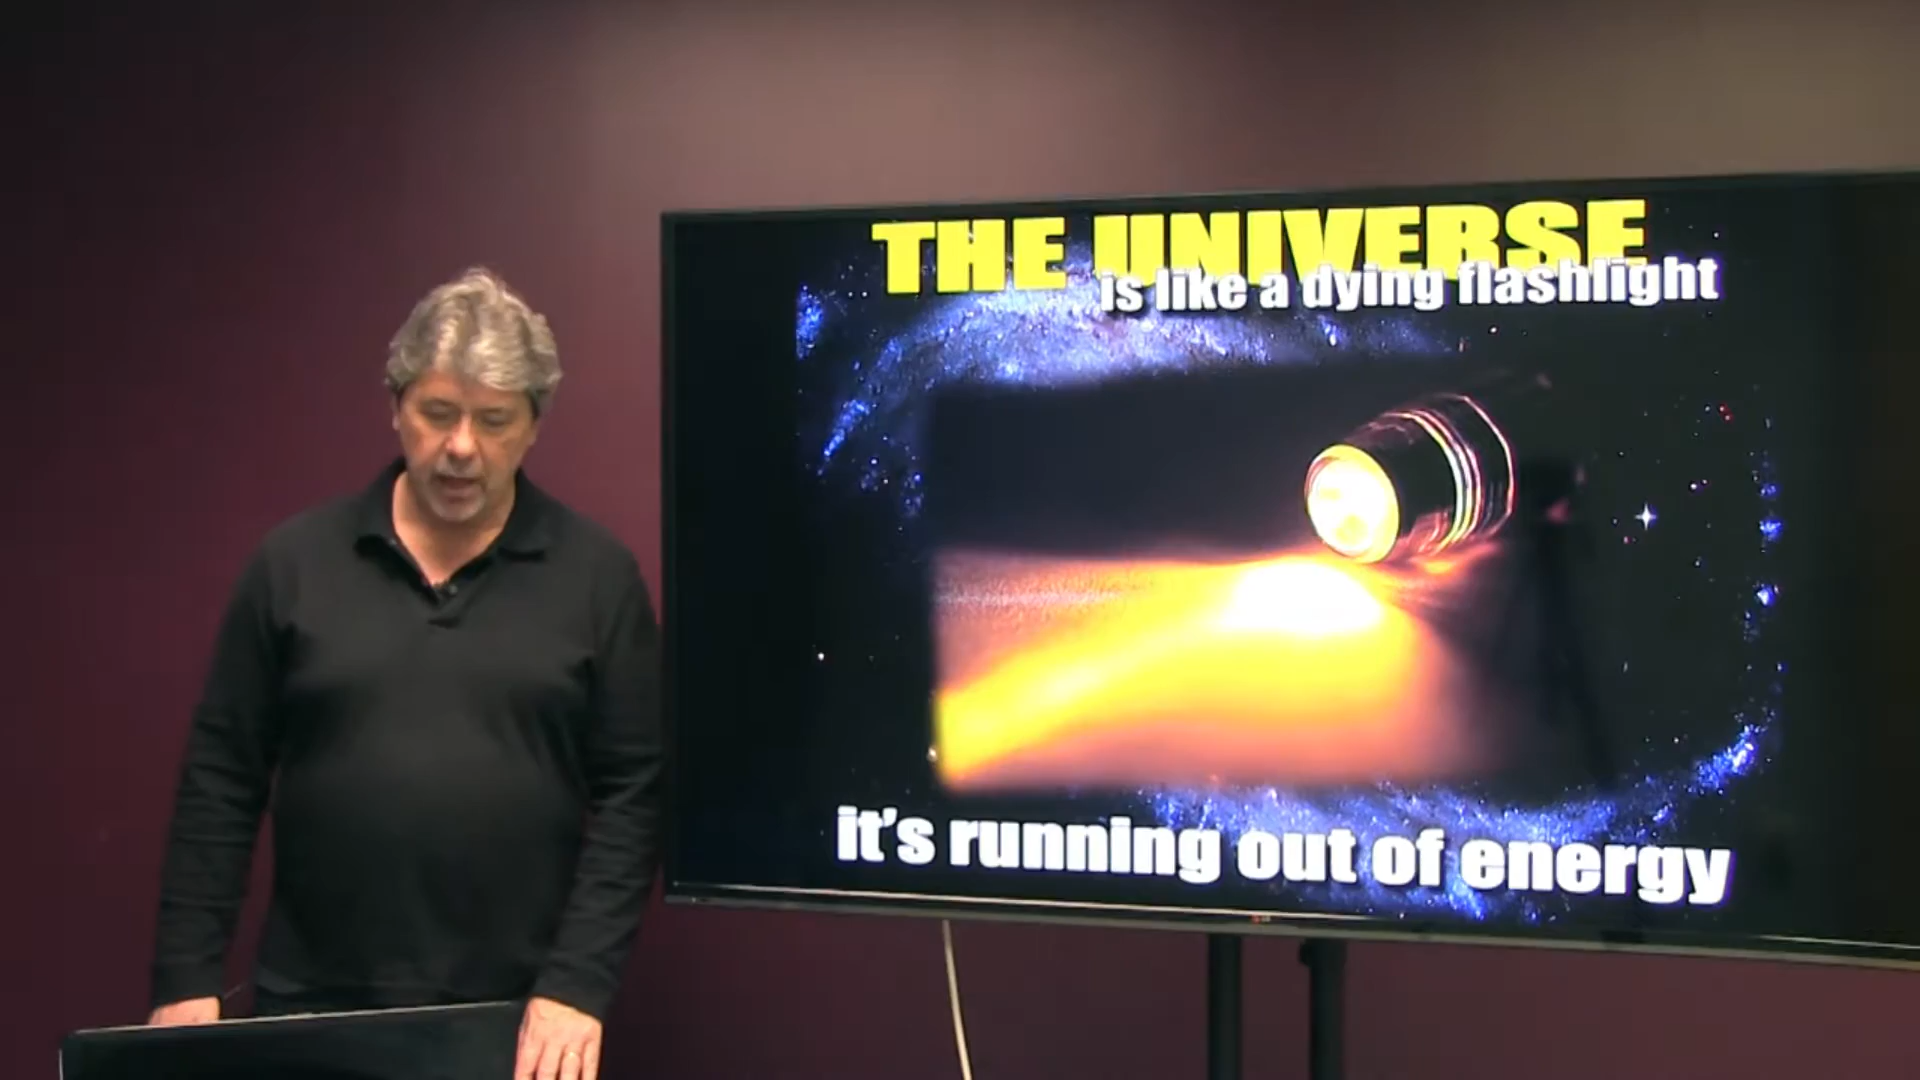 THE UNIVERSE
is like a dying flashlight
it's running out of energy